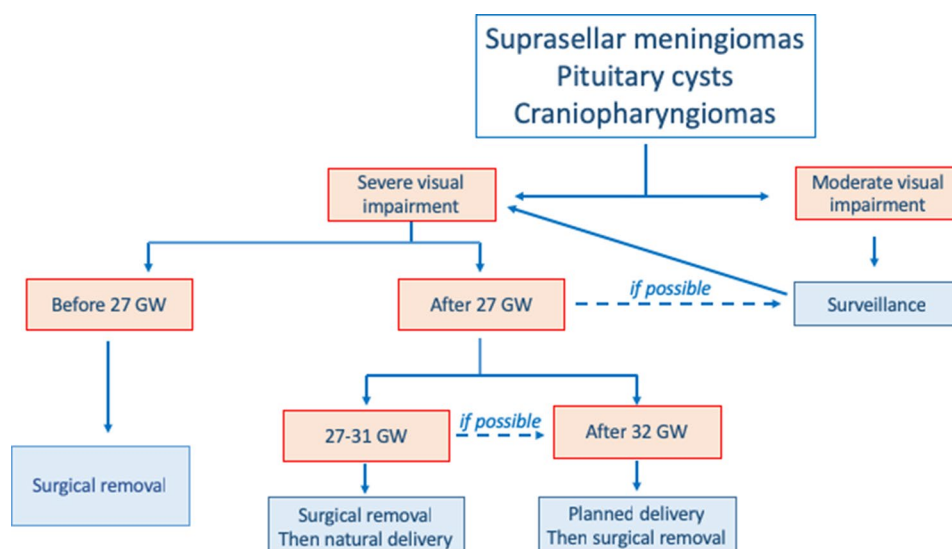 Suprasellar meningiomas
Pituitary cysts
Craniopharyngiomas
Severe visual
impairment
Moderate visual
impairment
Before 27 GW
After 27 GW
if possible
Surveillance
27-31 GW
if possible
After 32 GW
Surgical removal
Surgical removal
Then natural delivery
Planned delivery
Then surgical removal